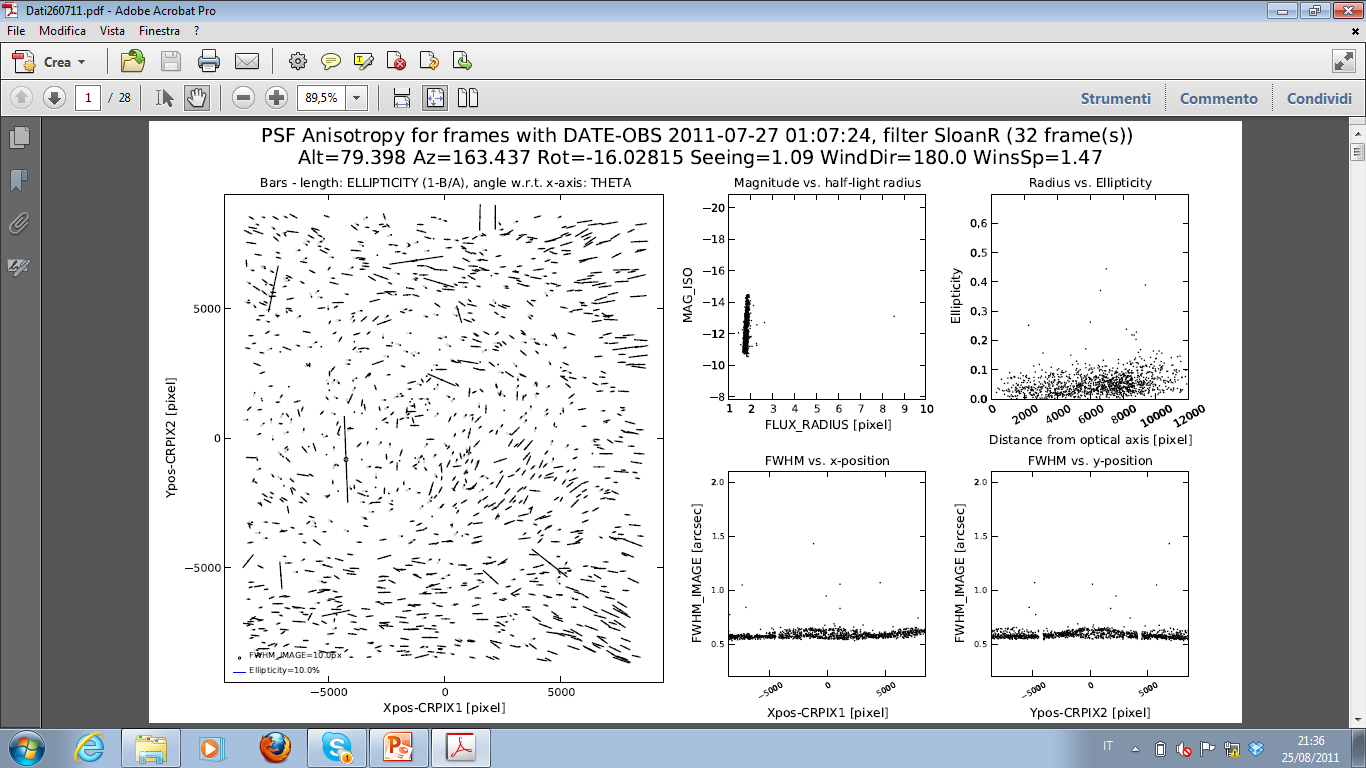 Dati260711.pdf - Adobe Acrobat Pro
File Modifica Vista Finestra ?
Crea
1 / 28 89,5% Strumenti Commento Condividi
PSF Anisotropy for frames with DATE-OBS 2011-07-27 01:07:24, filter SloanR (32 frame(s))
Alt=79.398 Az=163.437 Rot=-16.02815 Seeing=1.09 WindDir=180.0 WinsSp=1.47
Bars - length: ELLIPTICITY (1-B/A), angle w.r.t. x-axis: THETA
Ypos-CRPIX2 [pixel]
5000
0
−5000
FWHM_IMAGE=10.0px
Ellipticity=10.0%
−5000 0 5000
Xpos-CRPIX1 [pixel]
Magnitude vs. half-light radius
MAG_ISO
−20
−18
−16
−14
−12
−10
−8
1 2 3 4 5 6 7 8 9 10
FLUX_RADIUS [pixel]
Radius vs. Ellipticity
Ellipticity
0.6
0.5
0.4
0.3
0.2
0.1
0.0
0 2000 4000 6000 8000 10000 12000
Distance from optical axis [pixel]
FWHM vs. x-position
FWHM_IMAGE [arcsec]
2.0
1.5
1.0
0.5
−5000 0 5000
Xpos-CRPIX1 [pixel]
FWHM vs. y-position
FWHM_IMAGE [arcsec]
2.0
1.5
1.0
0.5
−5000 0 5000
Ypos-CRPIX2 [pixel]
IT
21:36
25/08/2011